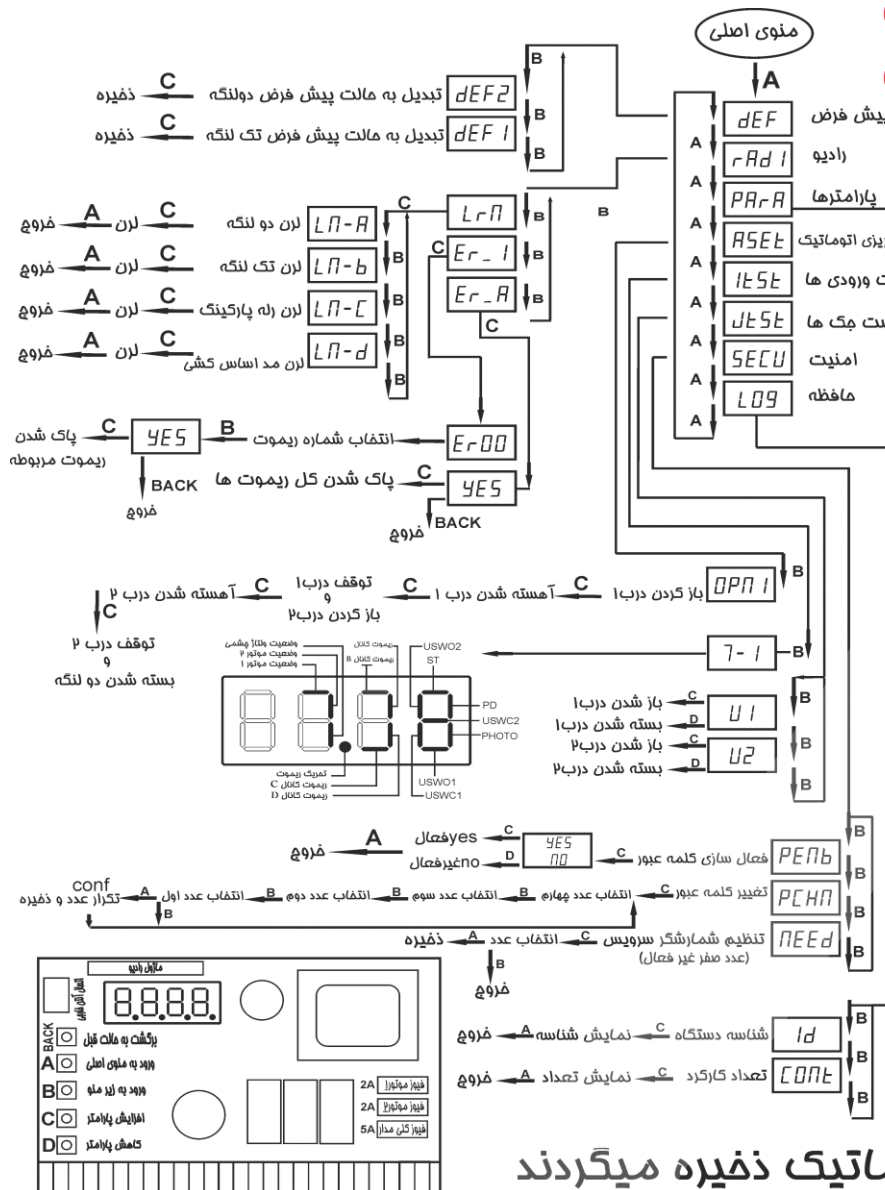 منوی اصلی
A
dEF پیش فرض
rAdI رادیو
PArA پارامترها
ASEt ریزی اتوماتیک
ItSt ت ورودی ها
JtSt ست جک ها
SECU امنیت
LOg حافظه
A
A
A
A
A
A
A
B
B
B
dEF2 تبدیل به حالت پیش فرض دولنگه C ذخیره
dEF1 تبدیل به حالت پیش فرض تک لنگه C ذخیره
B
LrN
Er_1
Er_A
B
B
B
C
C
C
LN-A لرن دو لنگه C لرن A خروج
LN-b لرن تک لنگه C لرن A خروج
LN-C لرن رله پارکینگ C لرن A خروج
LN-d لرن مد اساس کشی C لرن A خروج
B
B
B
B
Er00 انتخاب شماره ریموت B YES C پاک شدن
ریموت مربوطه
BACK
خروج
YES C پاک شدن کل ریموت ها
BACK
خروج
B
OPN1 باز کردن درب۱ C آهسته شدن درب ۱ C توقف درب۱
و
باز کردن درب۲
C آهسته شدن درب ۲
C
توقف درب ۲
و
بسته شدن دو لنگه
7-1 B
وضعیت ولتاژ چشمی
وضعیت موتور ۲
وضعیت موتور ۱
ریموت کانال
ریموت کانال B
USWO2
ST
PD
USWC2
PHOTO
USWO1
USWC1
تحریک ریموت
ریموت کانال C
ریموت کانال D
U1
C باز شدن درب۱
D بسته شدن درب۱
U2
C باز شدن درب۲
D بسته شدن درب۲
B
B
B
PENb فعال سازی کلمه عبور C
YES
NO
C yesفعال
D noغیرفعال
A خروج
PCHN تغییر کلمه عبور C انتخاب عدد چهارم B انتخاب عدد سوم B انتخاب عدد دوم B انتخاب عدد اول A conf
تکرار عدد و ذخیره
B
NEEd تنظیم شمارشگر سرویس C انتخاب عدد A ذخیره
(عدد صفر غیر فعال)
B
خروج
B
B
B
Id شناسه دستگاه C نمایش شناسه A خروج
CONt تعداد کارکرد C نمایش تعداد A خروج
B
B
B
ماژول رادیو
اتصال آنتن قلبی
8.8.8.8.
BACK برگشت به حالت قبل
A ورود به منوی اصلی
B ورود به زیر منو
C افزایش پارامتر
D کاهش پارامتر
2A فیوز موتور۱
2A فیوز موتور۲
5A فیوز کلی مدار
ماتیک ذخیره میگردند